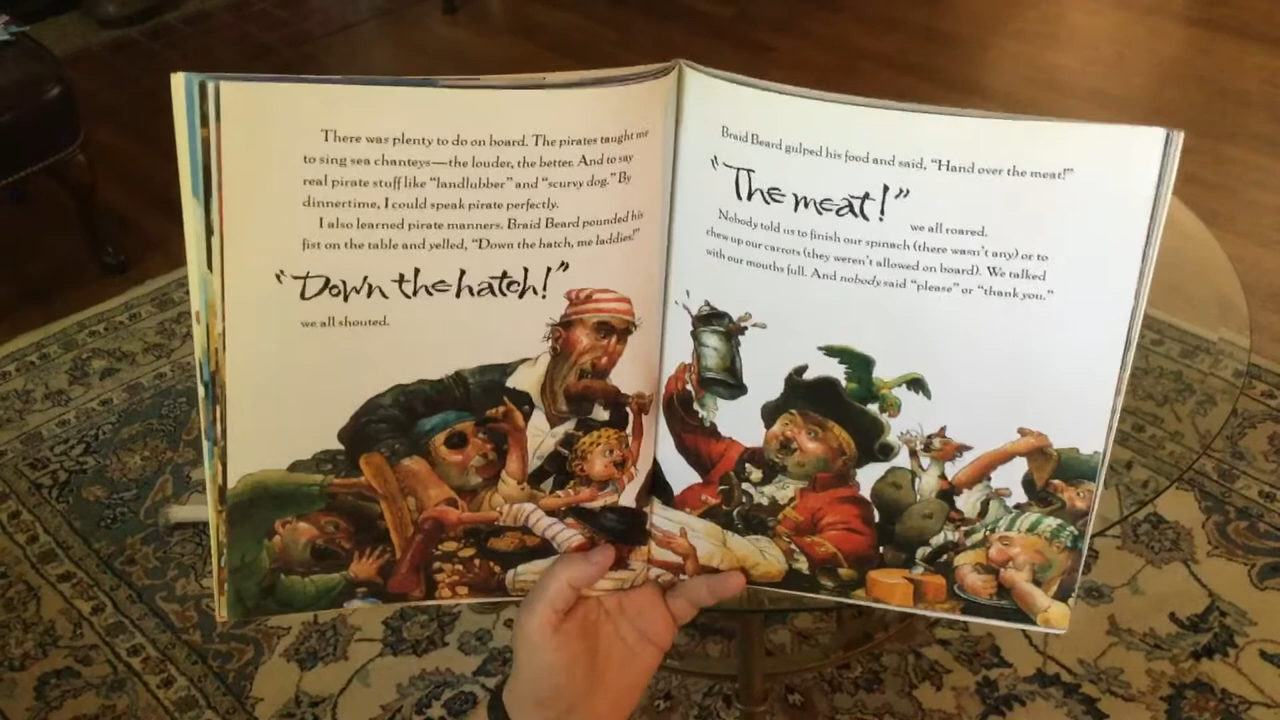 There was plenty to do on board. The pirates taught me
to sing sea chanteys—the louder, the better. And to say
real pirate stuff like "landlubber" and "scurvy dog." By
dinnertime, I could speak pirate perfectly.
I also learned pirate manners. Braid Beard pounded his
fist on the table and yelled, "Down the hatch, me laddies!"
"Down the hatch!"
we all shouted.
Braid Beard gulped his food and said, "Hand over the meat!"
"The meat!"
we all roared.
Nobody told us to finish our spinach (there wasn't any) or to
chew up our carrots (they weren't allowed on board). We talked
with our mouths full. And nobody said "please" or "thank you."